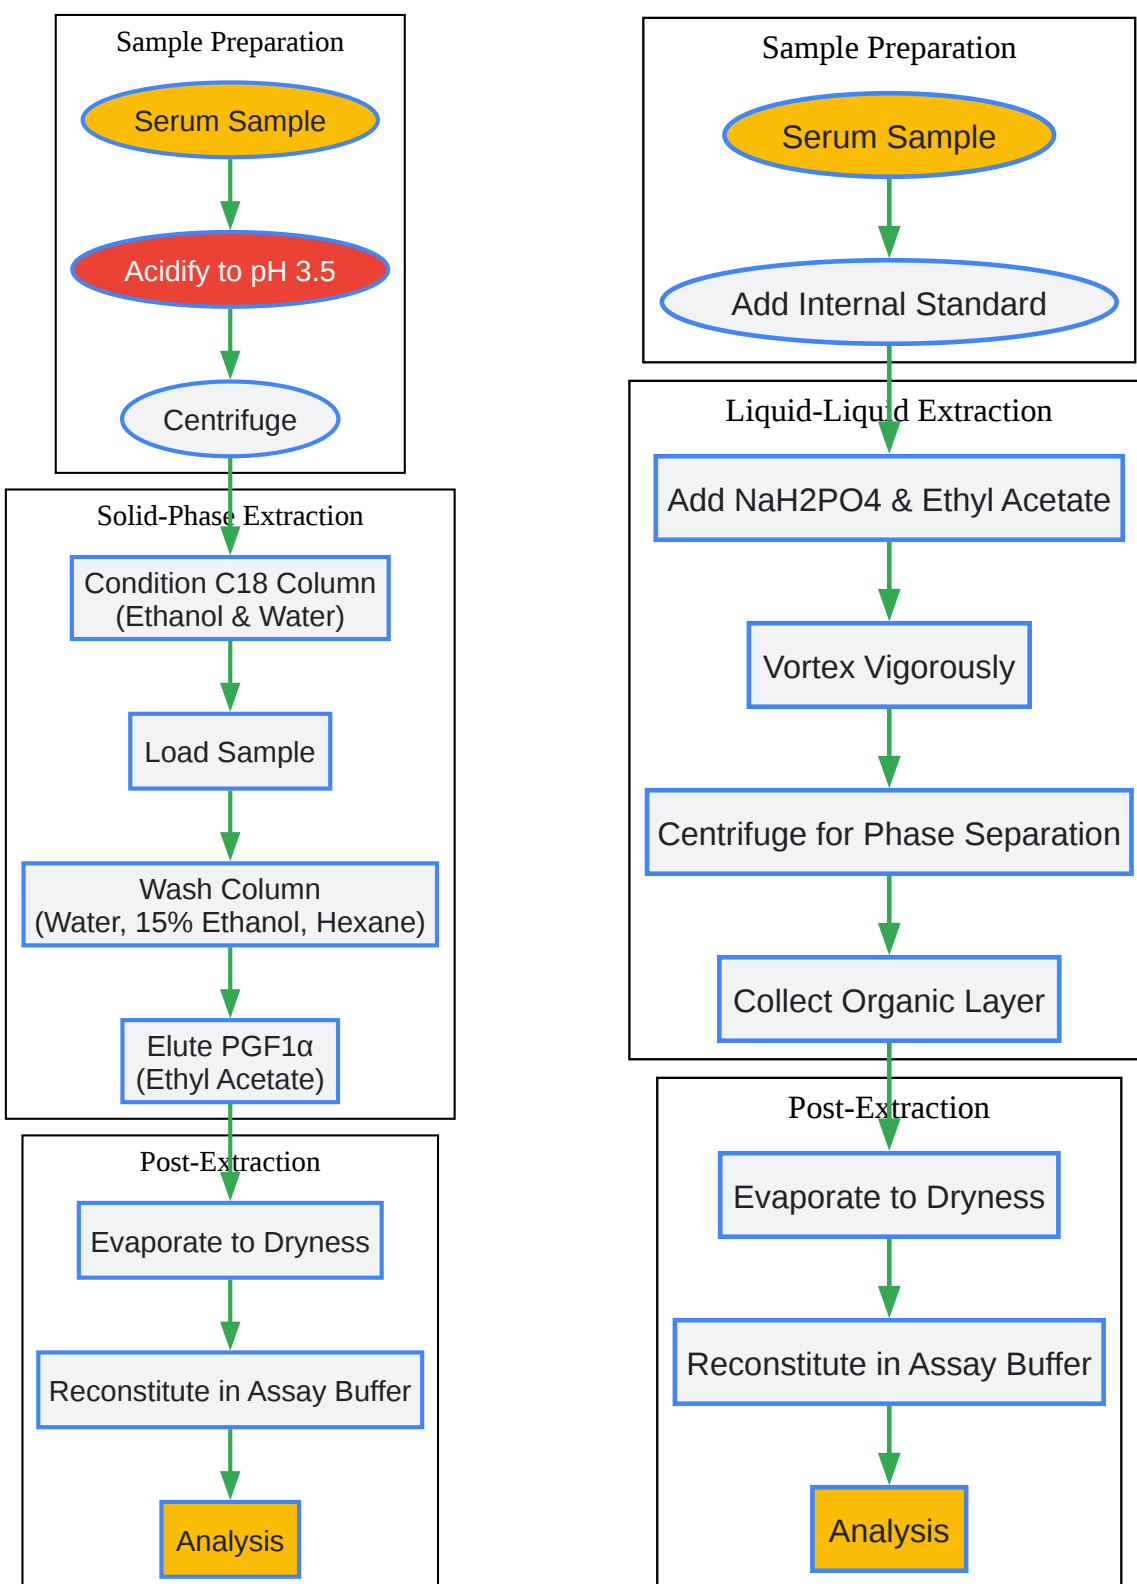 Sample Preparation
Serum Sample
Acidify to pH 3.5
Centrifuge
Solid-Phase Extraction
Condition C18 Column
(Ethanol & Water)
Load Sample
Wash Column
(Water, 15% Ethanol, Hexane)
Elute PGF1α
(Ethyl Acetate)
Post-Extraction
Evaporate to Dryness
Reconstitute in Assay Buffer
Analysis
Sample Preparation
Serum Sample
Add Internal Standard
Liquid-Liquid Extraction
Add NaH2PO4 & Ethyl Acetate
Vortex Vigorously
Centrifuge for Phase Separation
Collect Organic Layer
Post-Extraction
Evaporate to Dryness
Reconstitute in Assay Buffer
Analysis